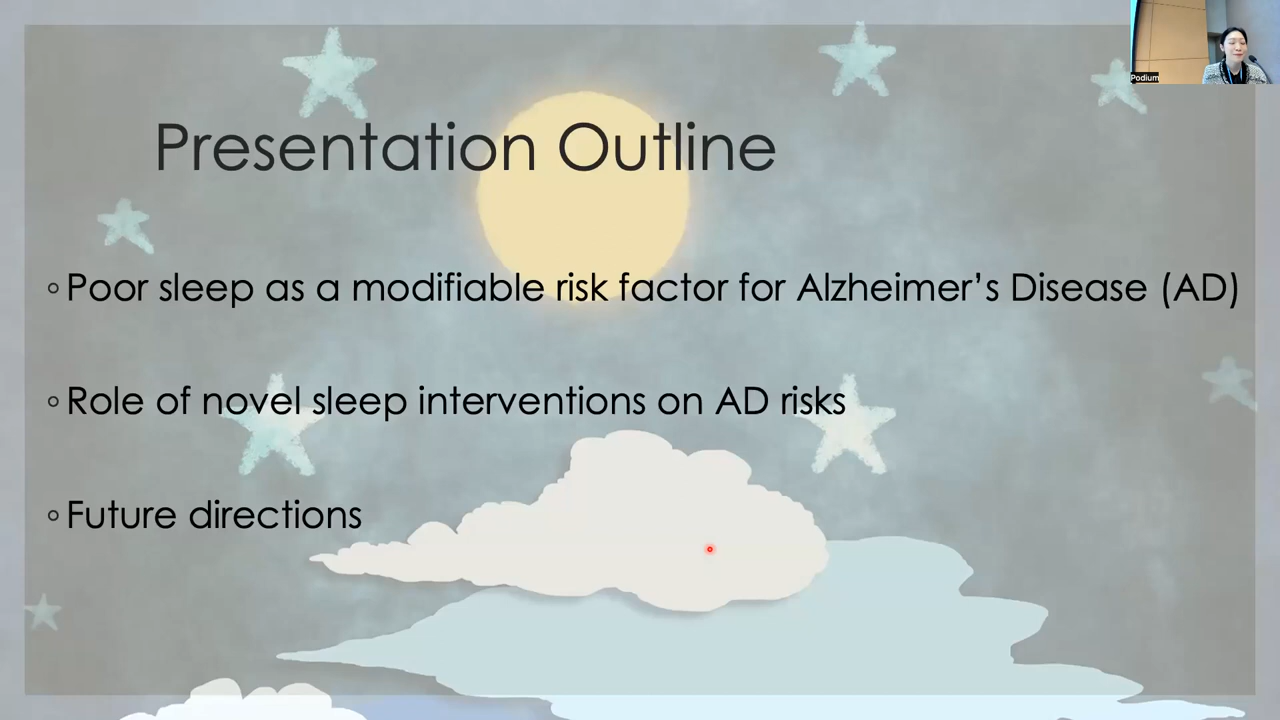 Podium
Presentation Outline
◦Poor sleep as a modifiable risk factor for Alzheimer’s Disease (AD)
◦Role of novel sleep interventions on AD risks
◦Future directions